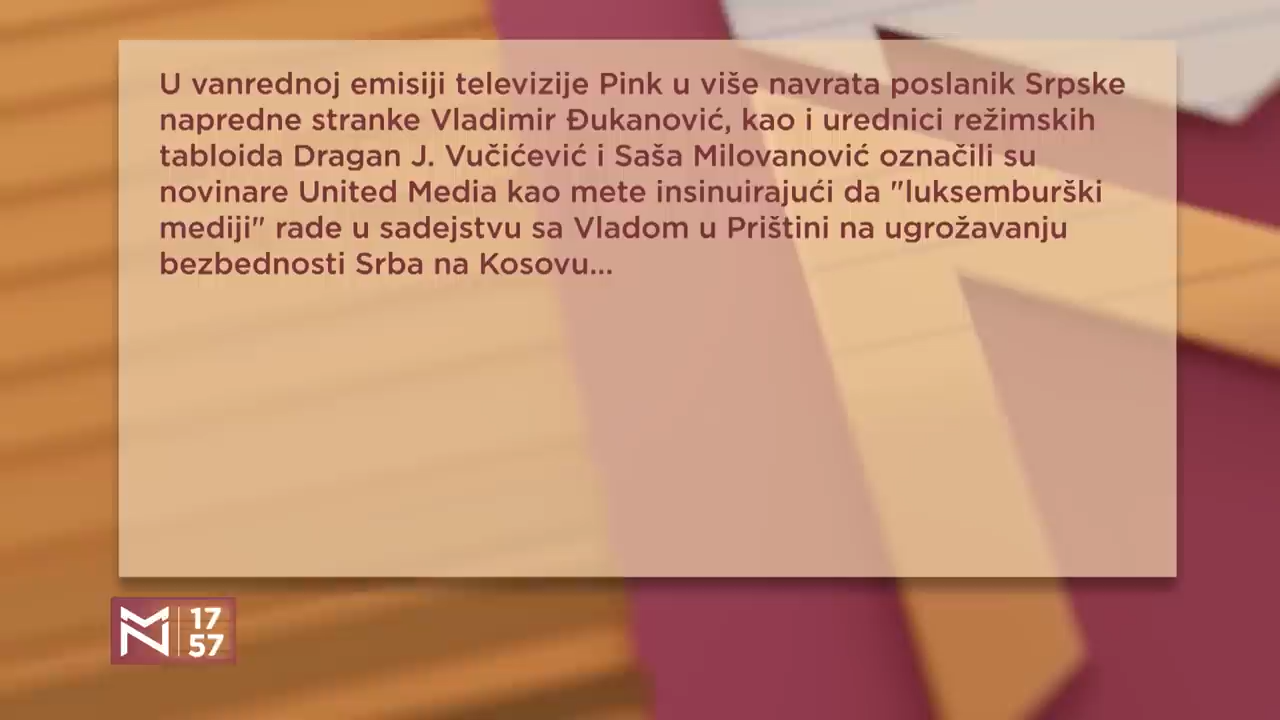 U vanrednoj emisiji televizije Pink u više navrata poslanik Srpske
napredne stranke Vladimir Đukanović, kao i urednici režimskih
tabloida Dragan J. Vučićević i Saša Milovanović označili su
novinare United Media kao mete insinuirajući da "luksemburški
mediji" rade u sadejstvu sa Vladom u Prištini na ugrožavanju
bezbednosti Srba na Kosovu...
17
57